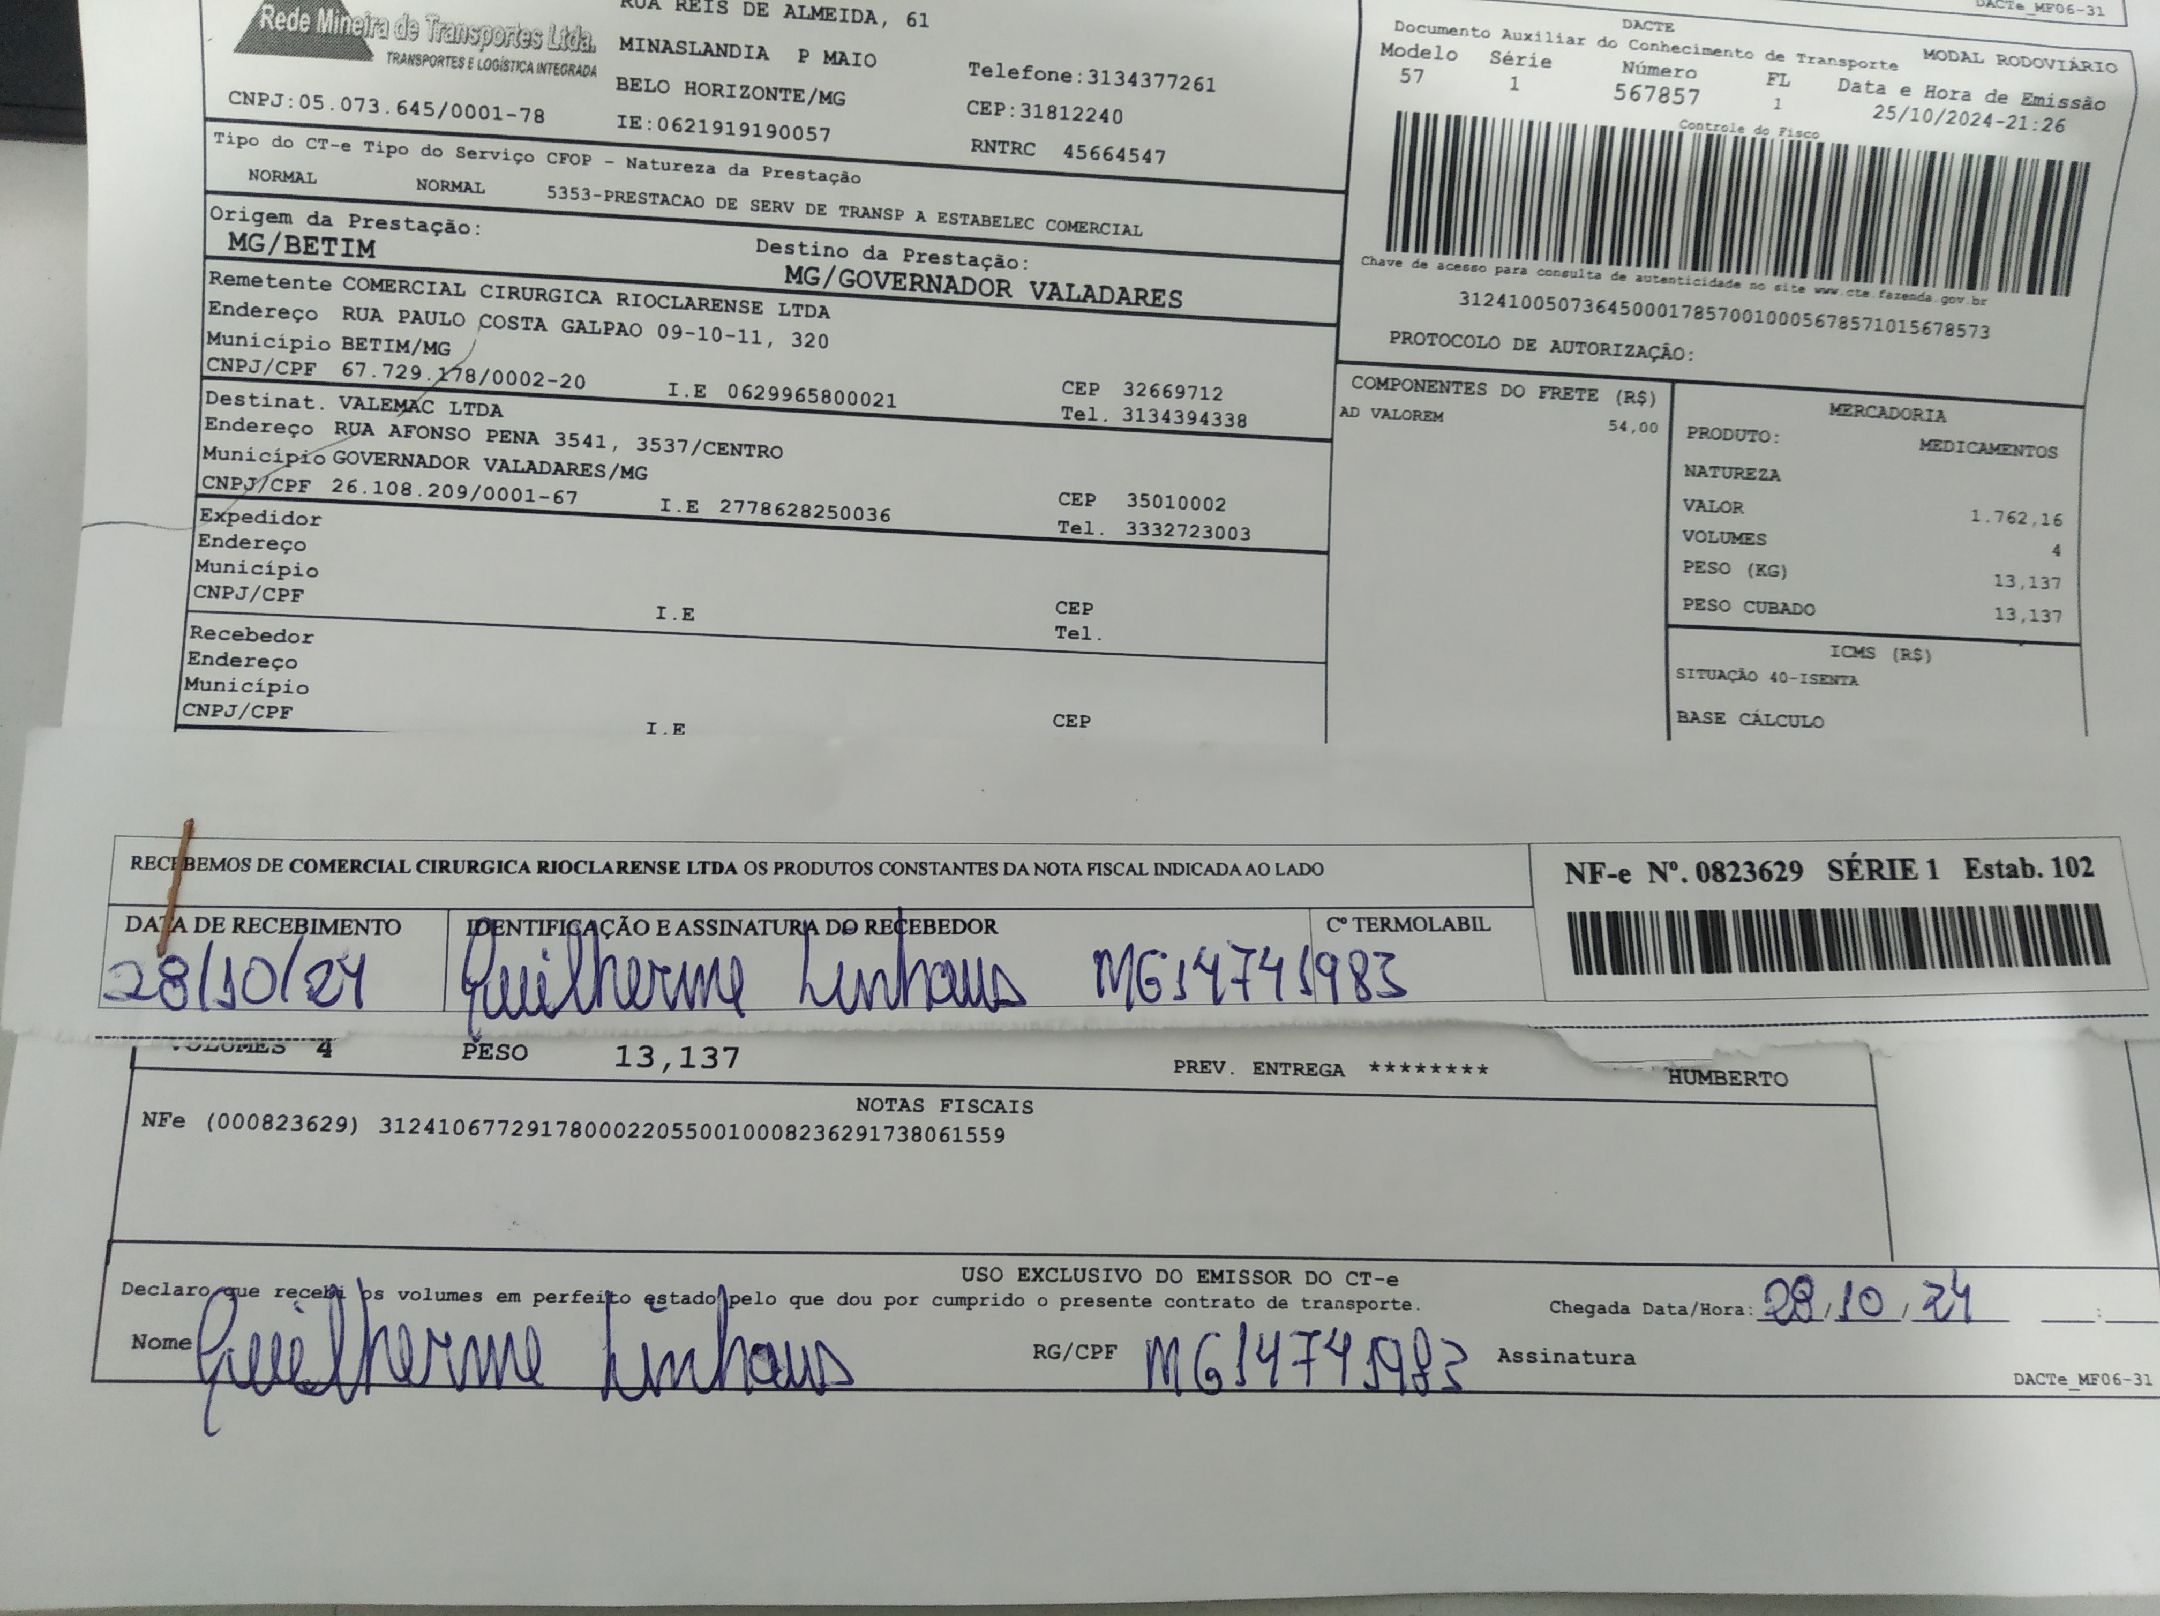 DACTe_MF06-31
Rede Mineira de Transportes Ltda.
TRANSPORTES E LOGÍSTICA INTEGRADA
CNPJ:05.073.645/0001-78
RUA REIS DE ALMEIDA, 61
MINASLANDIA P MAIO
BELO HORIZONTE/MG
IE:0621919190057
Telefone:3134377261
CEP:31812240
RNTRC 45664547
DACTE
Documento Auxiliar do Conhecimento de Transporte
MODAL RODOVIÁRIO
Modelo Série Número FL Data e Hora de Emissão
57 1 567857 1 25/10/2024-21:26
Controle do Fisco
Chave de acesso para consulta de autenticidade no site www.cte.fazenda.gov.br
31241005073645000178570010005678571015678573
PROTOCOLO DE AUTORIZAÇÃO:
Tipo do CT-e Tipo do Serviço CFOP - Natureza da Prestação
NORMAL NORMAL 5353-PRESTACAO DE SERV DE TRANSP A ESTABELEC COMERCIAL
Origem da Prestação: Destino da Prestação:
MG/BETIM MG/GOVERNADOR VALADARES
Remetente COMERCIAL CIRURGICA RIOCLARENSE LTDA
Endereço RUA PAULO COSTA GALPAO 09-10-11, 320
Município BETIM/MG CEP 32669712
CNPJ/CPF 67.729.178/0002-20 I.E 0629965800021 Tel. 3134394338
Destinat. VALEMAC LTDA
Endereço RUA AFONSO PENA 3541, 3537/CENTRO
Município GOVERNADOR VALADARES/MG CEP 35010002
CNPJ/CPF 26.108.209/0001-67 I.E 2778628250036 Tel. 3332723003
Expedidor
Endereço
Município CEP
CNPJ/CPF I.E Tel.
Recebedor
Endereço
Município
CNPJ/CPF I.E CEP
COMPONENTES DO FRETE (R$)
AD VALOREM 54,00
MERCADORIA
PRODUTO: MEDICAMENTOS
NATUREZA
VALOR 1.762,16
VOLUMES 4
PESO (KG) 13,137
PESO CUBADO 13,137
ICMS (R$)
SITUAÇÃO 40-ISENTA
BASE CÁLCULO
RECEBEMOS DE COMERCIAL CIRURGICA RIOCLARENSE LTDA OS PRODUTOS CONSTANTES DA NOTA FISCAL INDICADA AO LADO
NF-e Nº. 0823629 SÉRIE 1 Estab. 102
DATA DE RECEBIMENTO IDENTIFICAÇÃO E ASSINATURA DO RECEBEDOR Cº TERMOLABIL
28/10/24 Guilherme Linhaus MG14741983
VOLUMES 4 PESO 13,137 PREV. ENTREGA ******** HUMBERTO
NOTAS FISCAIS
NFe (000823629) 31241067729178000220550010008236291738061559
USO EXCLUSIVO DO EMISSOR DO CT-e
Declaro que recebi os volumes em perfeito estado pelo que dou por cumprido o presente contrato de transporte.
Chegada Data/Hora: 28/10/24 __:__
Nome Guilherme Linhaus RG/CPF MG14741983 Assinatura
DACTe_MF06-31